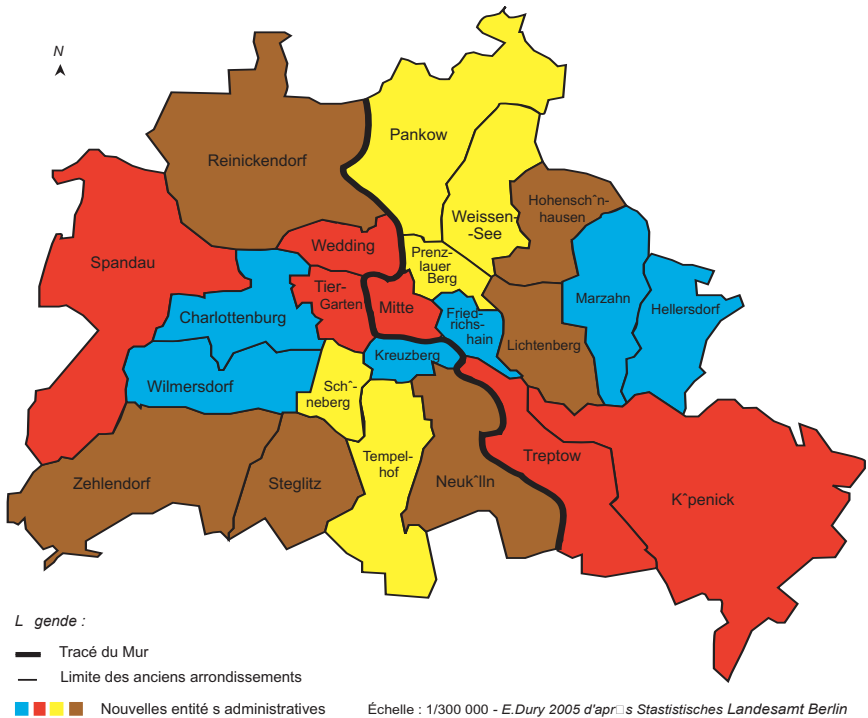 N
Pankow
Reinickendorf
Hohensch^n-
hausen
Weissen-
-See
Wedding
Prenz-
lauer
Berg
Spandau
Tier-
Garten
Mitte
Marzahn
Hellersdorf
Charlottenburg
Fried-
richs-
hain
Lichtenberg
Kreuzberg
Wilmersdorf
Sch^-
neberg
Tempel-
hof
Treptow
Zehlendorf
Steglitz
Neuk^lln
K^penick
L gende :
Tracé du Mur
Limite des anciens arrondissements
Nouvelles entité s administratives
Échelle : 1/300 000 - E.Dury 2005 d'apr□s Stastistisches Landesamt Berlin